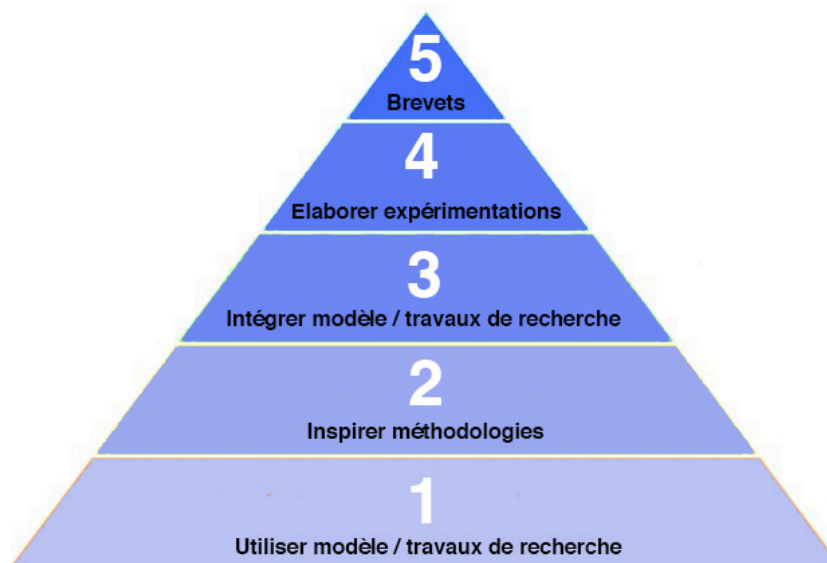 5
Brevets
4
Elaborer expérimentations
3
Intégrer modèle / travaux de recherche
2
Inspirer méthodologies
1
Utiliser modèle / travaux de recherche